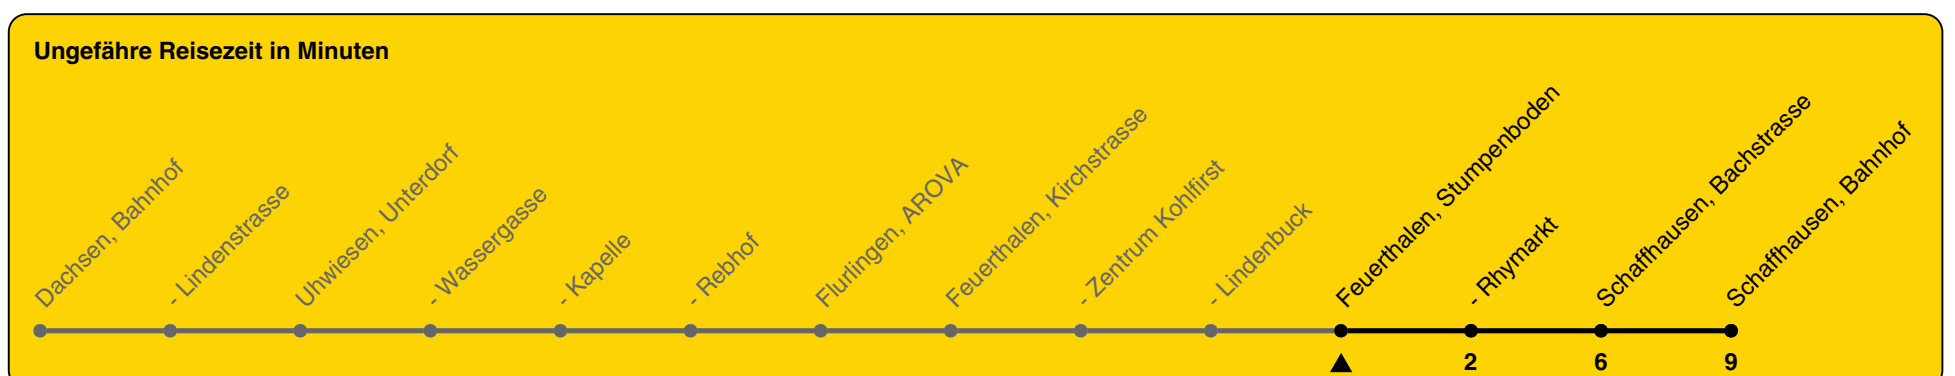 Ungefähre Reisezeit in Minuten
Dachsen, Bahnhof
- Lindenstrasse
Uhwiesen, Unterdorf
- Wassergasse
- Kapelle
- Rebhof
Flurlingen, AROVA
Feuerthalen, Kirchstrasse
- Zentrum Kohlfirst
- Lindenbuck
Feuerthalen, Stumpenboden
- Rhymarkt
Schaffhausen, Bachstrasse
Schaffhausen, Bahnhof
2 6 9